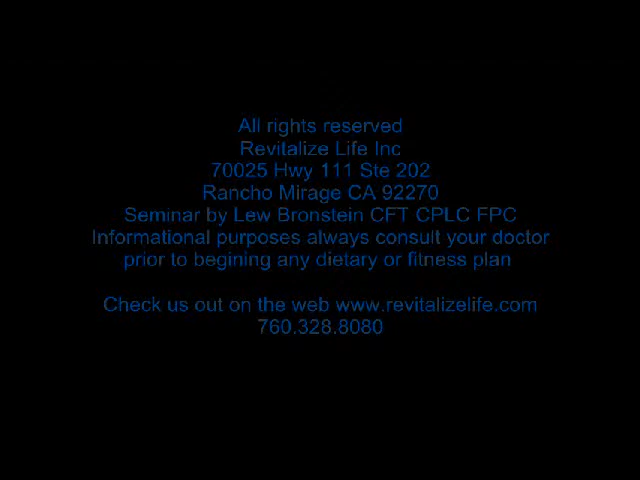 All rights reserved
Revitalize Life Inc
70025 Hwy 111 Ste 202
Rancho Mirage CA 92270
Seminar by Lew Bronstein CFT CPLC FPC
Informational purposes always consult your doctor
prior to begining any dietary or fitness plan
Check us out on the web www.revitalizelife.com
760.328.8080